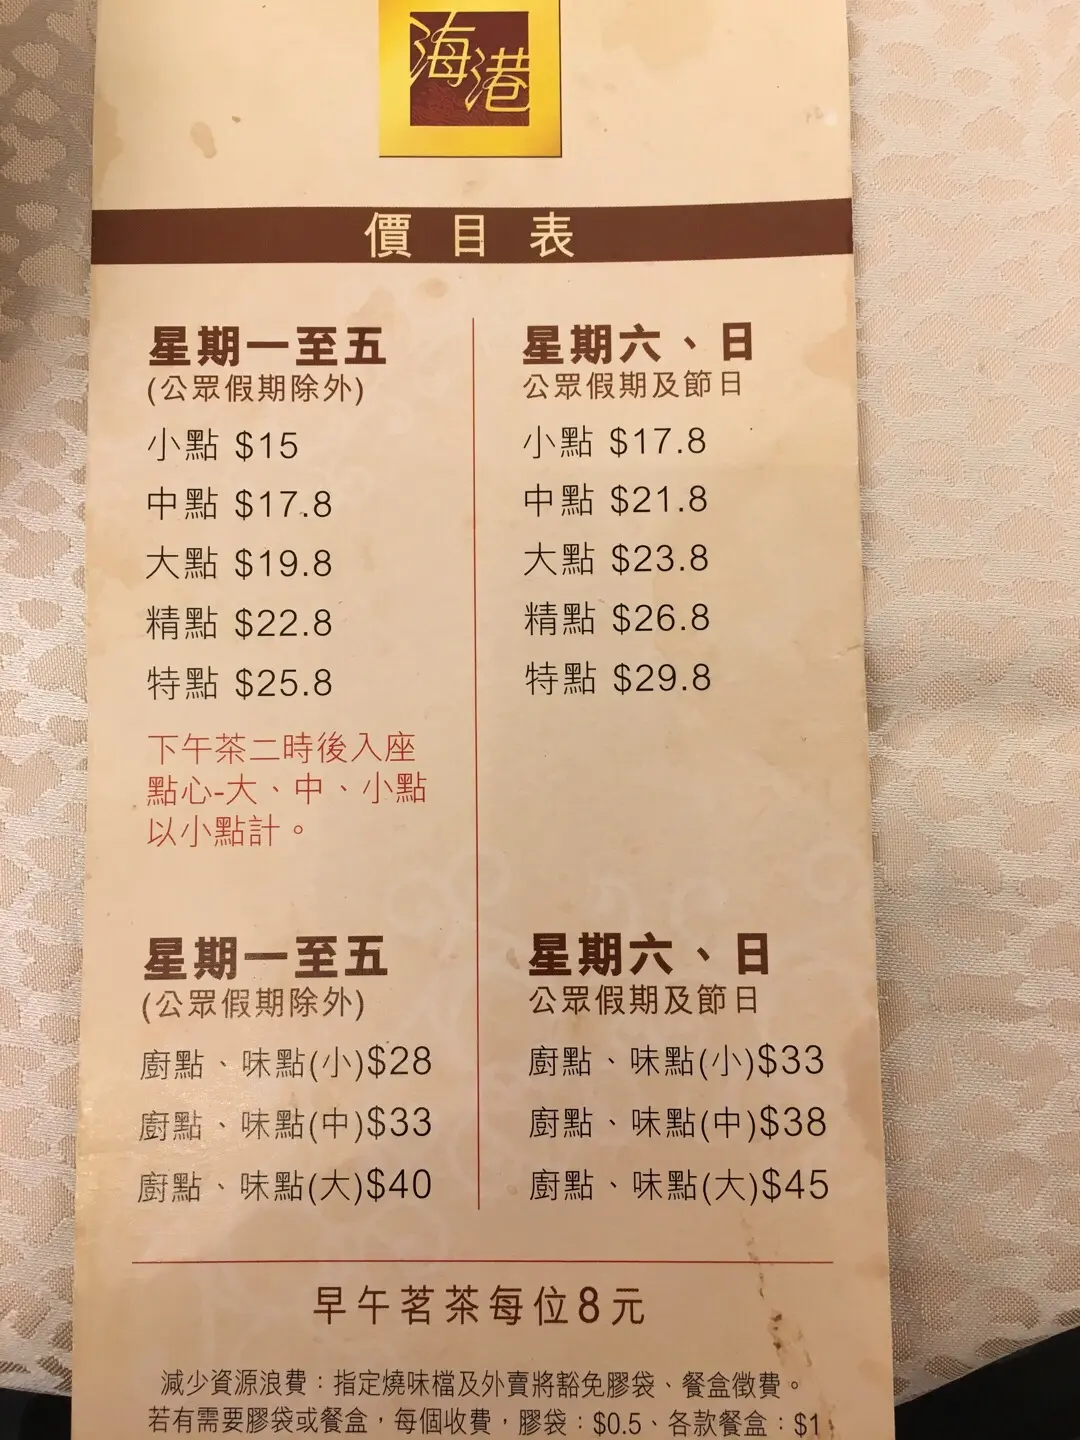 海港
價目表
星期一至五
(公眾假期除外)
小點 $15
中點 $17.8
大點 $19.8
精點 $22.8
特點 $25.8
下午茶二時後入座
點心-大、中、小點
以小點計。
星期六、日
公眾假期及節日
小點 $17.8
中點 $21.8
大點 $23.8
精點 $26.8
特點 $29.8
星期一至五
(公眾假期除外)
廚點、味點(小)$28
廚點、味點(中)$33
廚點、味點(大)$40
星期六、日
公眾假期及節日
廚點、味點(小)$33
廚點、味點(中)$38
廚點、味點(大)$45
早午茗茶每位8元
減少資源浪費：指定燒味檔及外賣將豁免膠袋、餐盒徵費。
若有需要膠袋或餐盒，每個收費，膠袋：$0.5、各款餐盒：$1